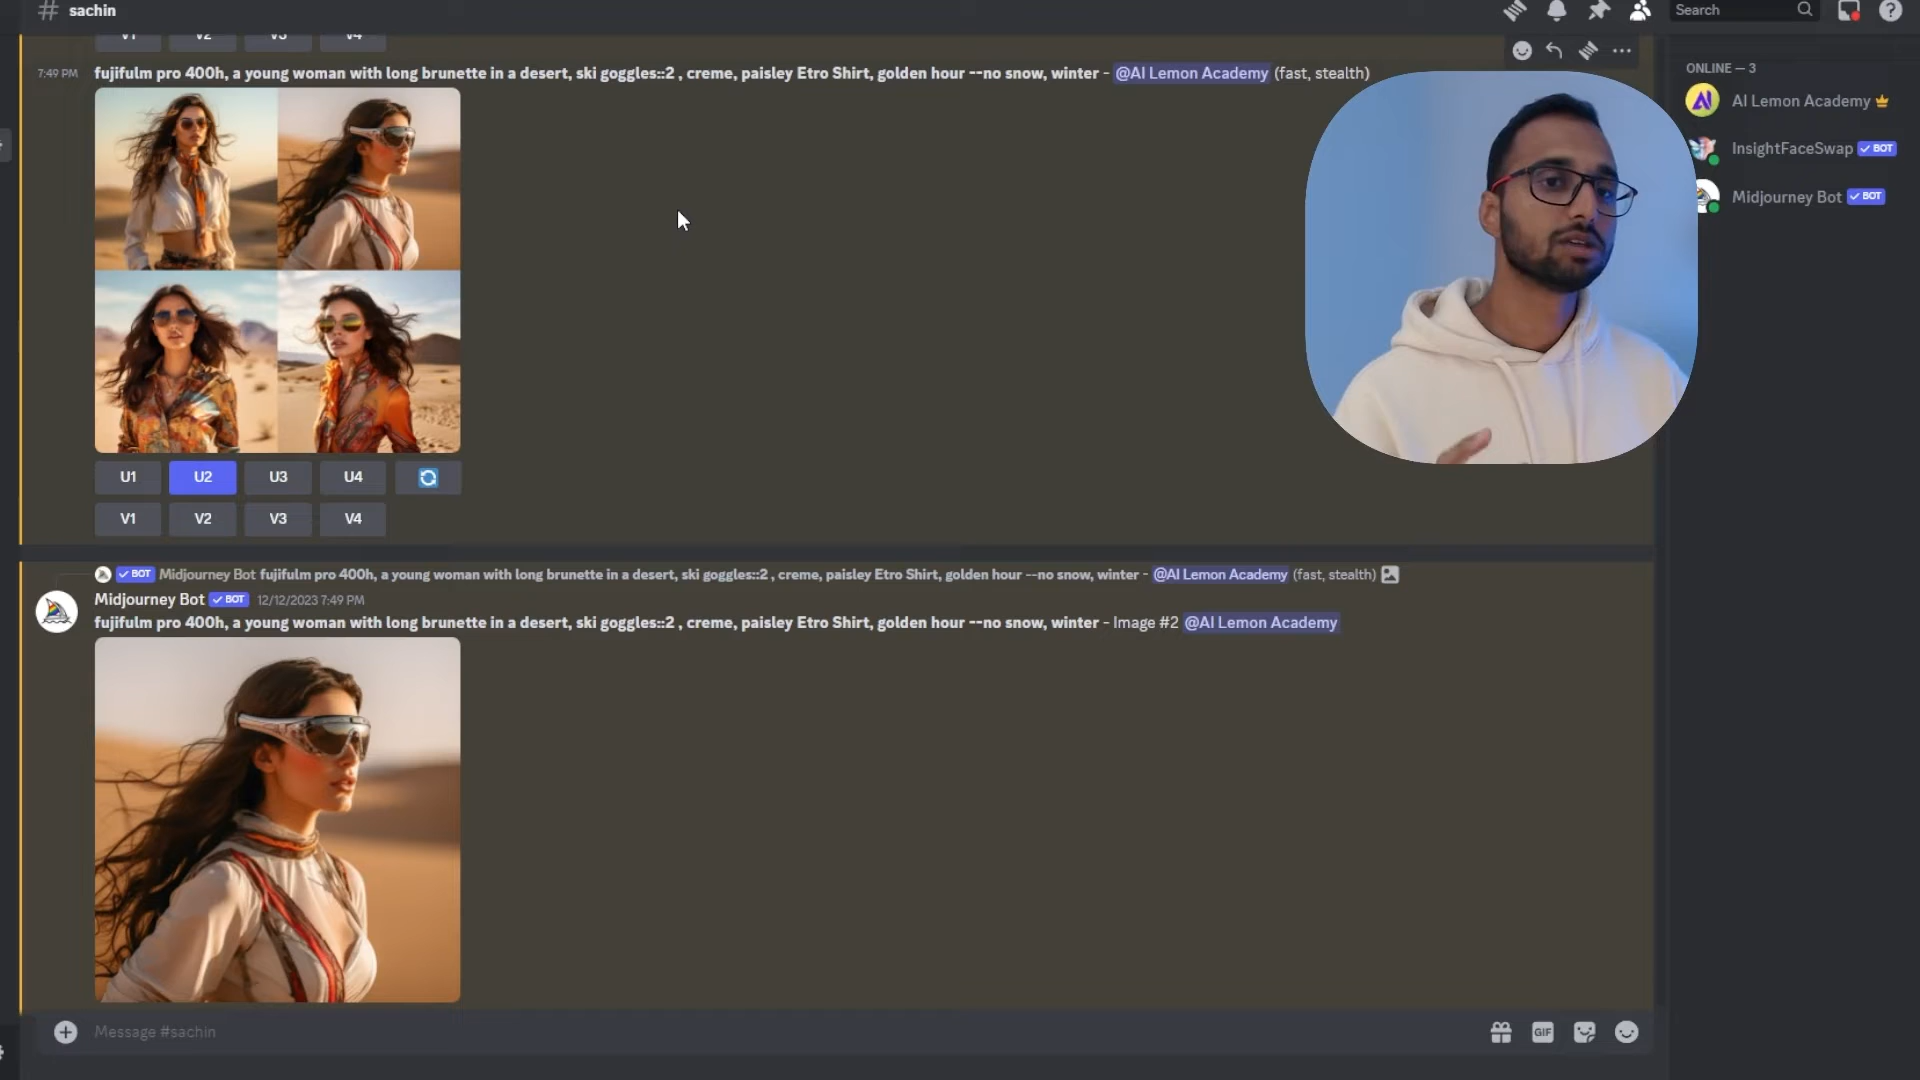 sachin
Search
V1 V2 V3 V4
7:49 PM fujifulm pro 400h, a young woman with long brunette in a desert, ski goggles::2 , creme, paisley Etro Shirt, golden hour --no snow, winter - @AI Lemon Academy (fast, stealth)
ONLINE — 3
AI Lemon Academy
InsightFaceSwap BOT
Midjourney Bot BOT
U1 U2 U3 U4
V1 V2 V3 V4
BOT Midjourney Bot fujifulm pro 400h, a young woman with long brunette in a desert, ski goggles::2 , creme, paisley Etro Shirt, golden hour --no snow, winter - @AI Lemon Academy (fast, stealth)
Midjourney Bot BOT 12/12/2023 7:49 PM
fujifulm pro 400h, a young woman with long brunette in a desert, ski goggles::2 , creme, paisley Etro Shirt, golden hour --no snow, winter - Image #2 @AI Lemon Academy
Message #sachin
GIF